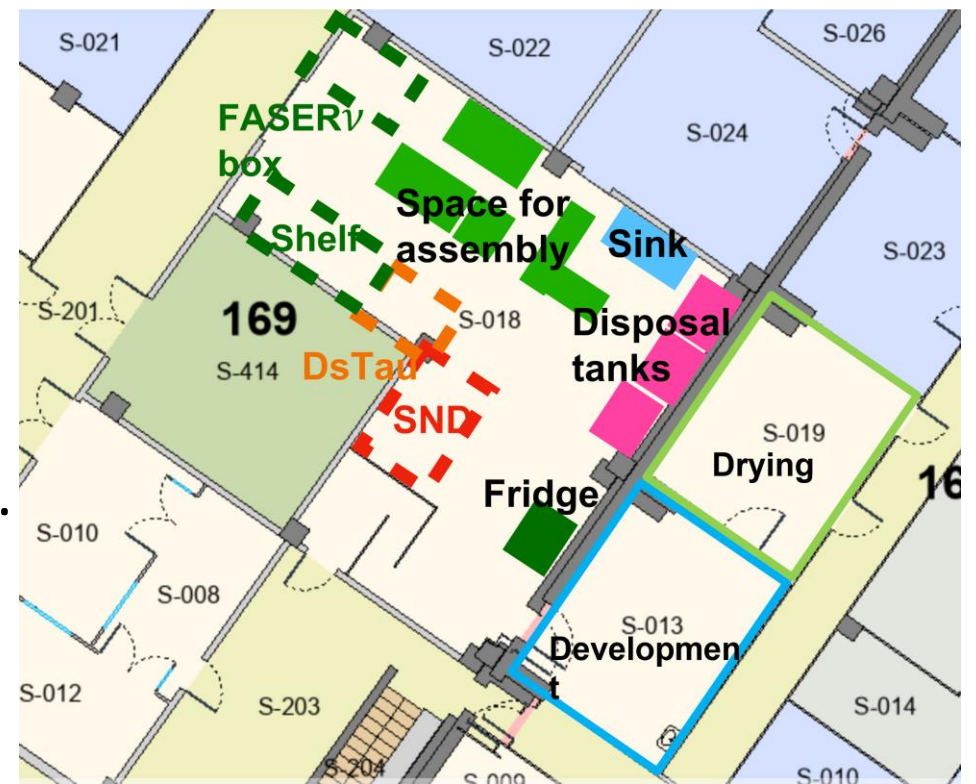 S-021
S-022
S-026
FASERν
box
S-024
Space for
assembly
Sink
Shelf
S-023
S-201
169
S-018
Disposal
tanks
S-414
DsTau
SND
S-019
Drying
16
Fridge
S-010
S-008
S-013
Developmen
t
S-012
S-203
S-014
S-204
S-009
S-010